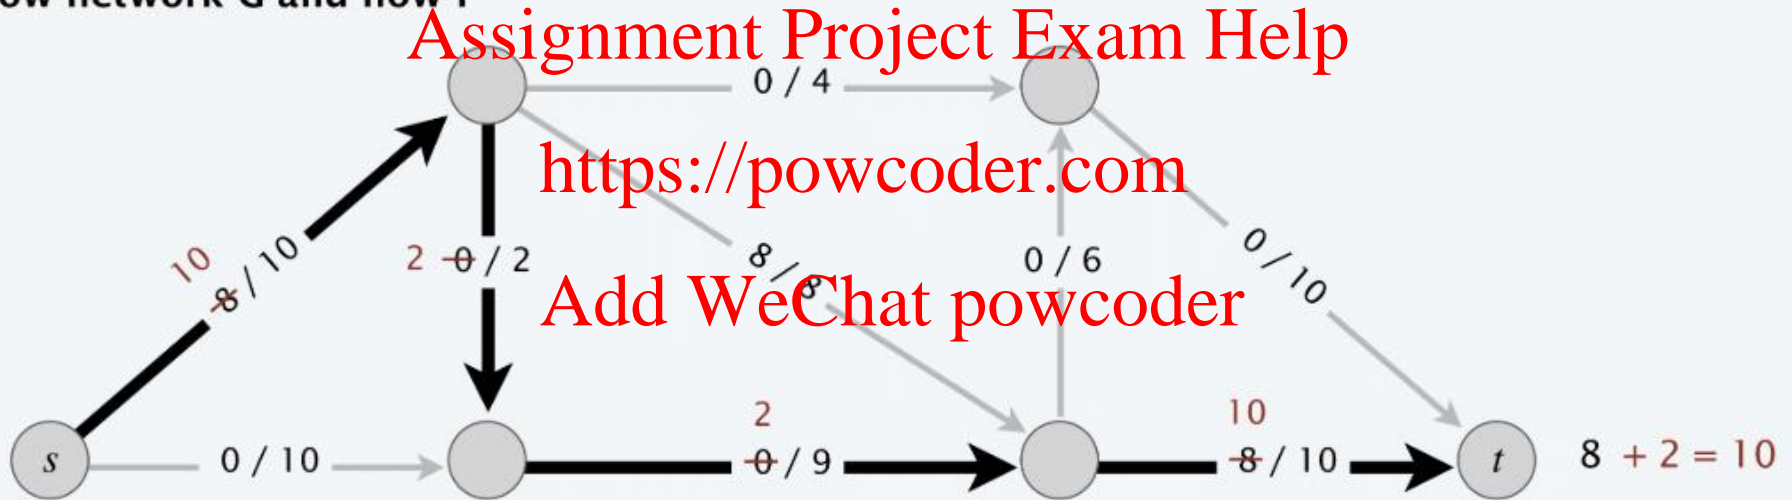 Assignment Project Exam Help
0 / 4
https://powcoder.com
10
8 / 10
2 0 / 2
8 / 8
0 / 6
0 / 10
Add WeChat powcoder
2
10
s
0 / 10
0 / 9
8 / 10
t
8 + 2 = 10